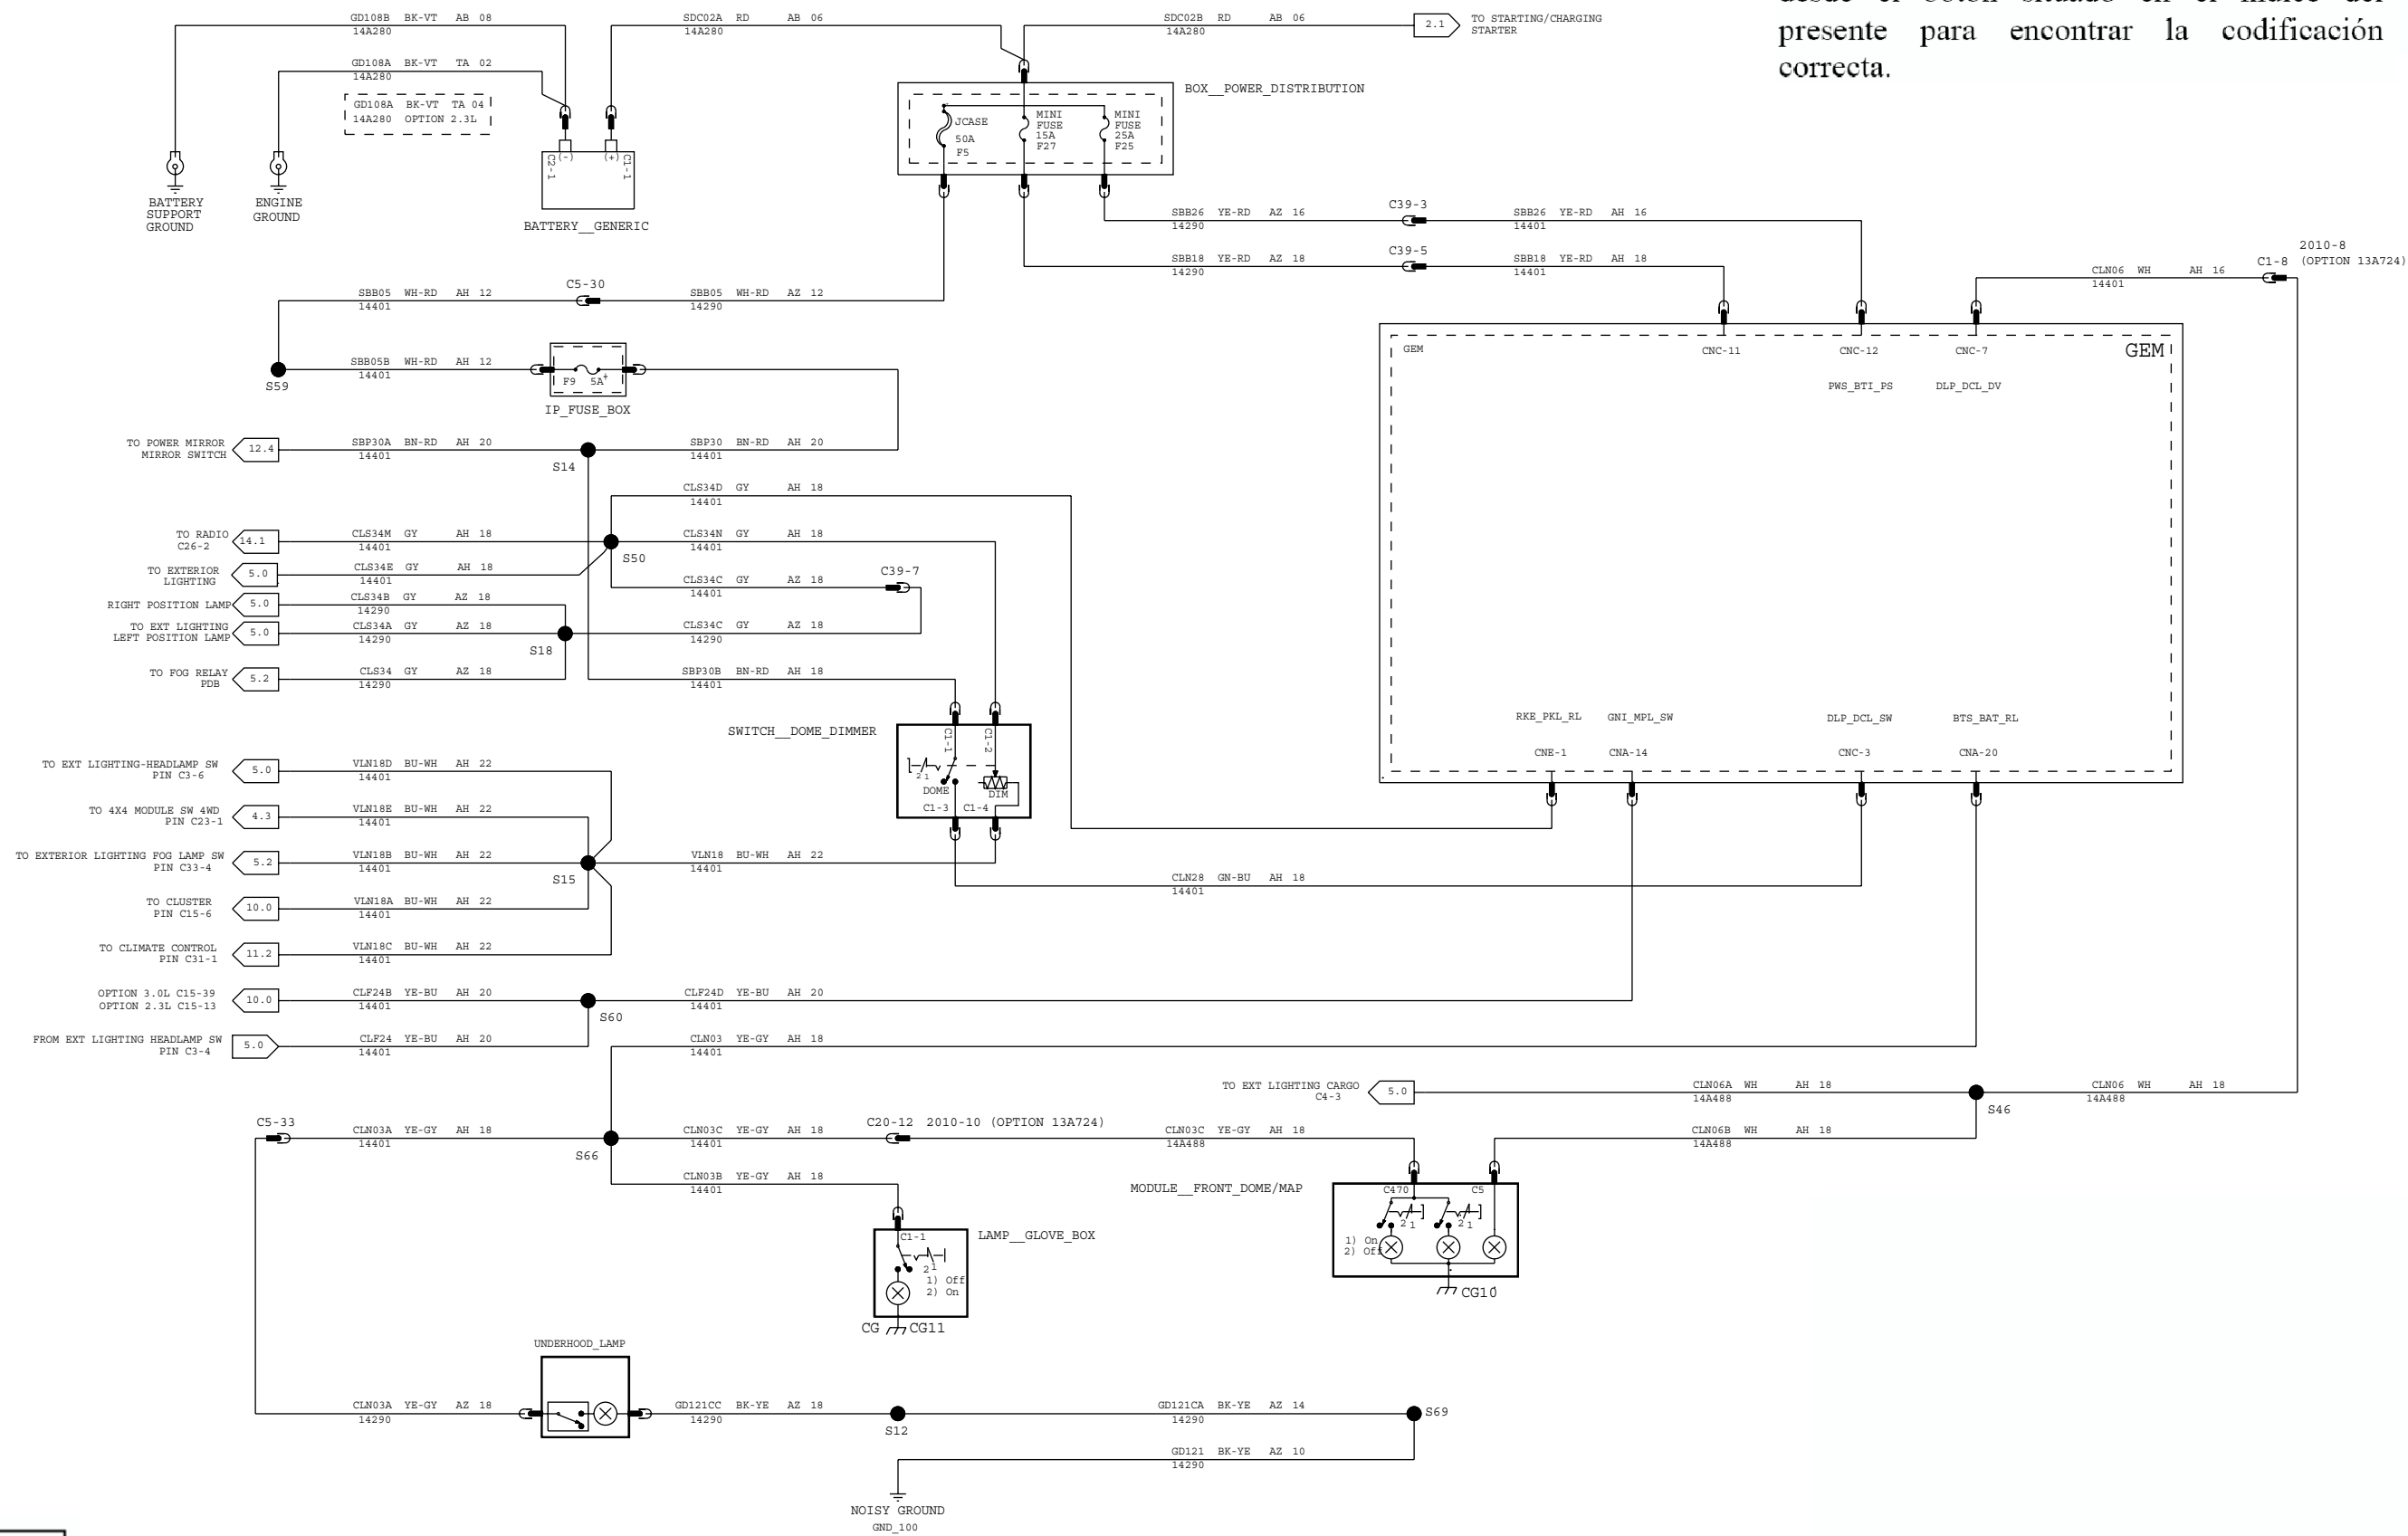 desde el botón situado en el índice del
presente para encontrar la codificación
correcta.
GD108B BK-VT AB 08
14A280
SDC02A RD AB 06
14A280
SDC02B RD AB 06
14A280
2.1
TO STARTING/CHARGING
STARTER
GD108A BK-VT TA 02
14A280
GD108A BK-VT TA 04
14A280 OPTION 2.3L
BOX__POWER_DISTRIBUTION
JCASE
50A
F5
MINI
FUSE
15A
F27
MINI
FUSE
25A
F25
C2-1
(-)
(+)
C1-1
BATTERY
SUPPORT
GROUND
ENGINE
GROUND
BATTERY__GENERIC
SBB26 YE-RD AZ 16
14290
C39-3
SBB26 YE-RD AH 16
14401
SBB18 YE-RD AZ 18
14290
C39-5
SBB18 YE-RD AH 18
14401
2010-8
C1-8 (OPTION 13A724)
CLN06 WH AH 16
14401
SBB05 WH-RD AH 12
14401
C5-30
SBB05 WH-RD AZ 12
14290
GEM
CNC-11
CNC-12
CNC-7
GEM
PWS_BTI_PS
DLP_DCL_DV
SBB05B WH-RD AH 12
14401
S59
F9 5A+
IP_FUSE_BOX
TO POWER MIRROR
MIRROR SWITCH
12.4
SBP30A BN-RD AH 20
14401
S14
SBP30 BN-RD AH 20
14401
CLS34D GY AH 18
14401
TO RADIO
C26-2
14.1
CLS34M GY AH 18
14401
S50
CLS34N GY AH 18
14401
TO EXTERIOR
LIGHTING
5.0
CLS34E GY AH 18
14401
CLS34C GY AZ 18
14401
C39-7
RIGHT POSITION LAMP
5.0
CLS34B GY AZ 18
14290
TO EXT LIGHTING
LEFT POSITION LAMP
5.0
CLS34A GY AZ 18
14290
S18
CLS34C GY AZ 18
14290
TO FOG RELAY
PDB
5.2
CLS34 GY AZ 18
14290
SBP30B BN-RD AH 18
14401
SWITCH__DOME_DIMMER
C1-1
C1-2
2 1
DOME
DIM
C1-3 C1-4
RKE_PKL_RL
GNI_MPL_SW
DLP_DCL_SW
BTS_BAT_RL
CNE-1
CNA-14
CNC-3
CNA-20
TO EXT LIGHTING-HEADLAMP SW
PIN C3-6
5.0
VLN18D BU-WH AH 22
14401
TO 4X4 MODULE SW 4WD
PIN C23-1
4.3
VLN18E BU-WH AH 22
14401
TO EXTERIOR LIGHTING FOG LAMP SW
PIN C33-4
5.2
VLN18B BU-WH AH 22
14401
S15
VLN18 BU-WH AH 22
14401
CLN28 GN-BU AH 18
14401
TO CLUSTER
PIN C15-6
10.0
VLN18A BU-WH AH 22
14401
TO CLIMATE CONTROL
PIN C31-1
11.2
VLN18C BU-WH AH 22
14401
OPTION 3.0L C15-39
OPTION 2.3L C15-13
10.0
CLF24B YE-BU AH 20
14401
S60
CLF24D YE-BU AH 20
14401
FROM EXT LIGHTING HEADLAMP SW
PIN C3-4
5.0
CLF24 YE-BU AH 20
14401
CLN03 YE-GY AH 18
14401
TO EXT LIGHTING CARGO
C4-3
5.0
CLN06A WH AH 18
14A488
S46
CLN06 WH AH 18
14A488
C5-33
CLN03A YE-GY AH 18
14401
S66
CLN03C YE-GY AH 18
14401
C20-12 2010-10 (OPTION 13A724)
CLN03C YE-GY AH 18
14A488
CLN06B WH AH 18
14A488
CLN03B YE-GY AH 18
14401
MODULE__FRONT_DOME/MAP
C470
C5
2 1
2 1
1) On
2) Off
CG10
LAMP__GLOVE_BOX
C1-1
2 1
1) Off
2) On
CG
CG11
UNDERHOOD_LAMP
CLN03A YE-GY AZ 18
14290
GD121CC BK-YE AZ 18
14290
S12
GD121CA BK-YE AZ 14
14290
S69
GD121 BK-YE AZ 10
14290
NOISY GROUND
GND_100